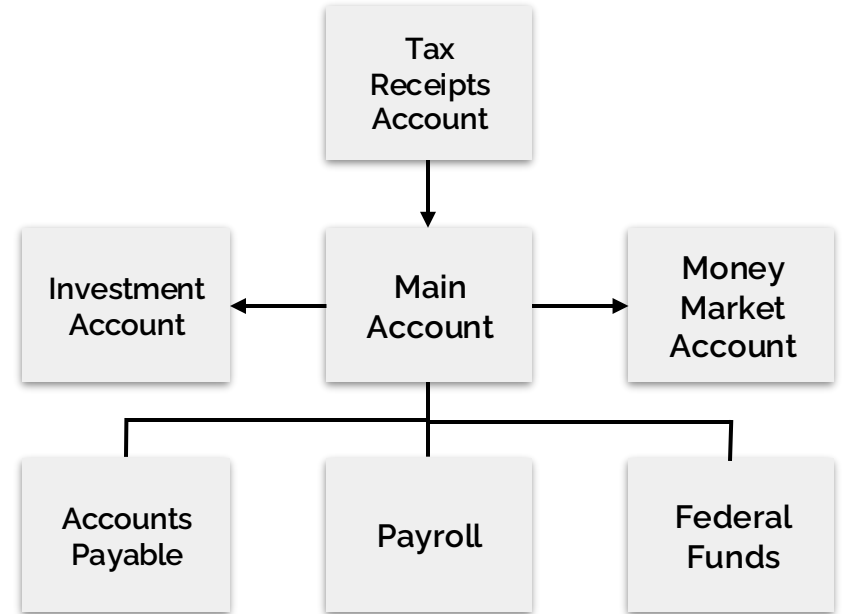 Tax
Receipts
Account
Investment
Account
Main
Account
Money
Market
Account
Accounts
Payable
Payroll
Federal
Funds